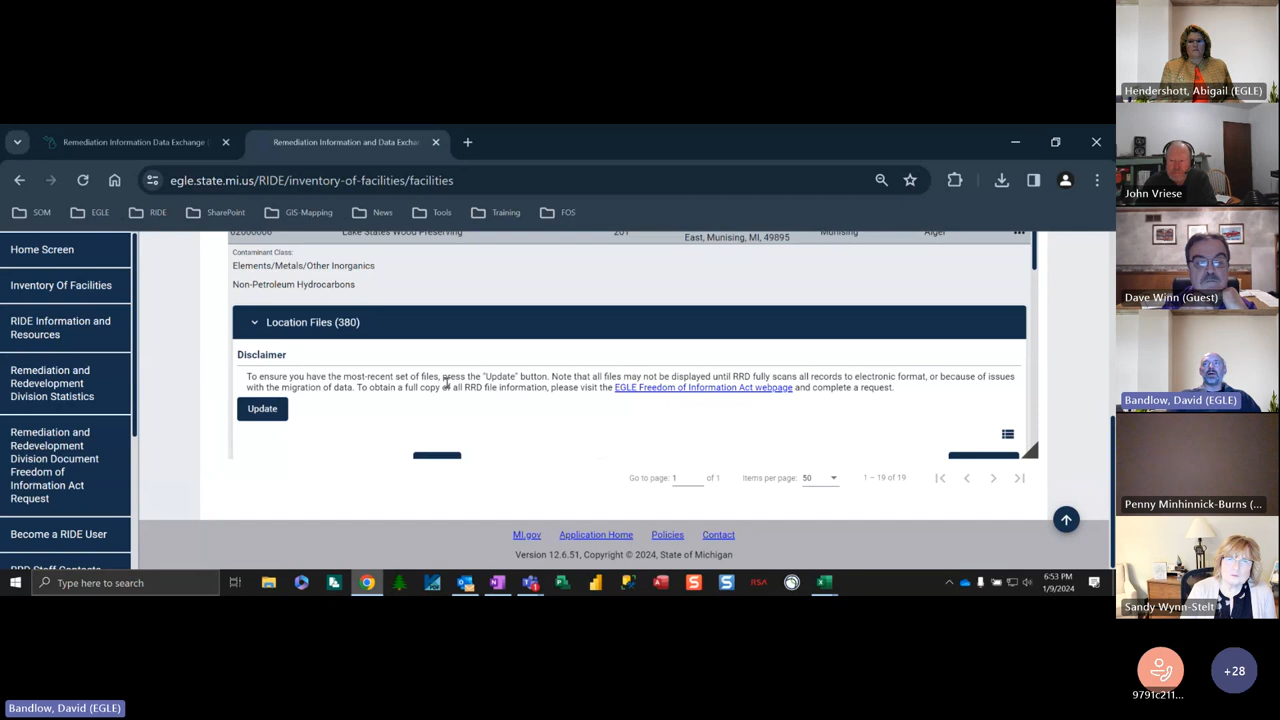 Remediation Information Data Exchange
Remediation Information and Data Excha
egle.state.mi.us/RIDE/inventory-of-facilities/facilities
SOM
EGLE
RIDE
SharePoint
GIS-Mapping
News
Tools
Training
FOS
Home Screen
Inventory Of Facilities
RIDE Information and
Resources
Remediation and
Redevelopment
Division Statistics
Remediation and
Redevelopment
Division Document
Freedom of
Information Act
Request
Become a RIDE User
RRD Staff Contacts
02000006 Lake States Wood Preserving 201 East, Munising, MI, 49895 Munising Alger
Contaminant Class:
Elements/Metals/Other Inorganics
Non-Petroleum Hydrocarbons
Location Files (380)
Disclaimer
To ensure you have the most-recent set of files, press the "Update" button. Note that all files may not be displayed until RRD fully scans all records to electronic format, or because of issues
with the migration of data. To obtain a full copy of all RRD file information, please visit the EGLE Freedom of Information Act webpage and complete a request.
Update
Go to page: 1 of 1 Items per page: 50 1 – 19 of 19
MI.gov Application Home Policies Contact
Version 12.6.51, Copyright © 2024, State of Michigan
Type here to search
RSA
6:53 PM
1/9/2024
Hendershott, Abigail (EGLE)
John Vriese
Dave Winn (Guest)
Bandlow, David (EGLE)
Penny Minhinnick-Burns (...
Sandy Wynn-Stelt
9791c211...
+28
Bandlow, David (EGLE)